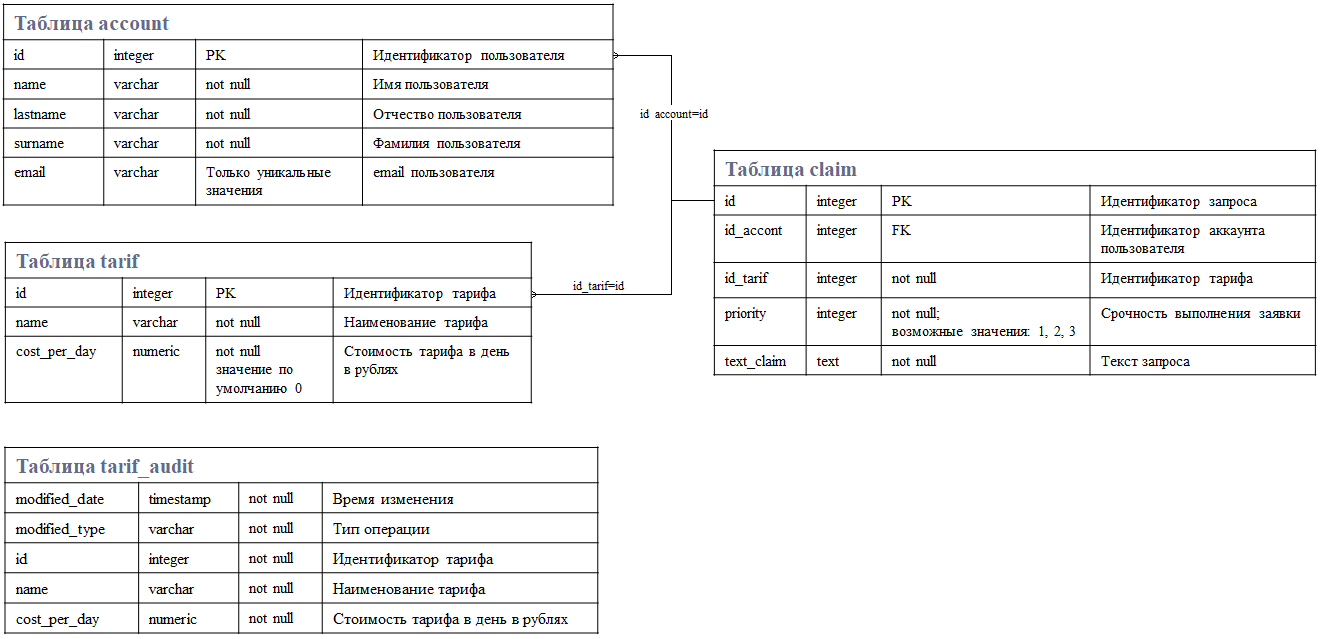 Таблица account
id integer PK Идентификатор пользователя
name varchar not null Имя пользователя
lastname varchar not null Отчество пользователя
surname varchar not null Фамилия пользователя
email varchar Только уникальные email пользователя
значения
id account=id
Таблица claim
id integer PK Идентификатор запроса
id_accont integer FK Идентификатор аккаунта
пользователя
id_tarif integer not null Идентификатор тарифа
priority integer not null; Срочность выполнения заявки
возможные значения: 1, 2, 3
text_claim text not null Текст запроса
Таблица tarif
id integer PK Идентификатор тарифа
name varchar not null Наименование тарифа
cost_per_day numeric not null Стоимость тарифа в день
значение по в рублях
умолчанию 0
id_tarif=id
Таблица tarif_audit
modified_date timestamp not null Время изменения
modified_type varchar not null Тип операции
id integer not null Идентификатор тарифа
name varchar not null Наименование тарифа
cost_per_day numeric not null Стоимость тарифа в день в рублях